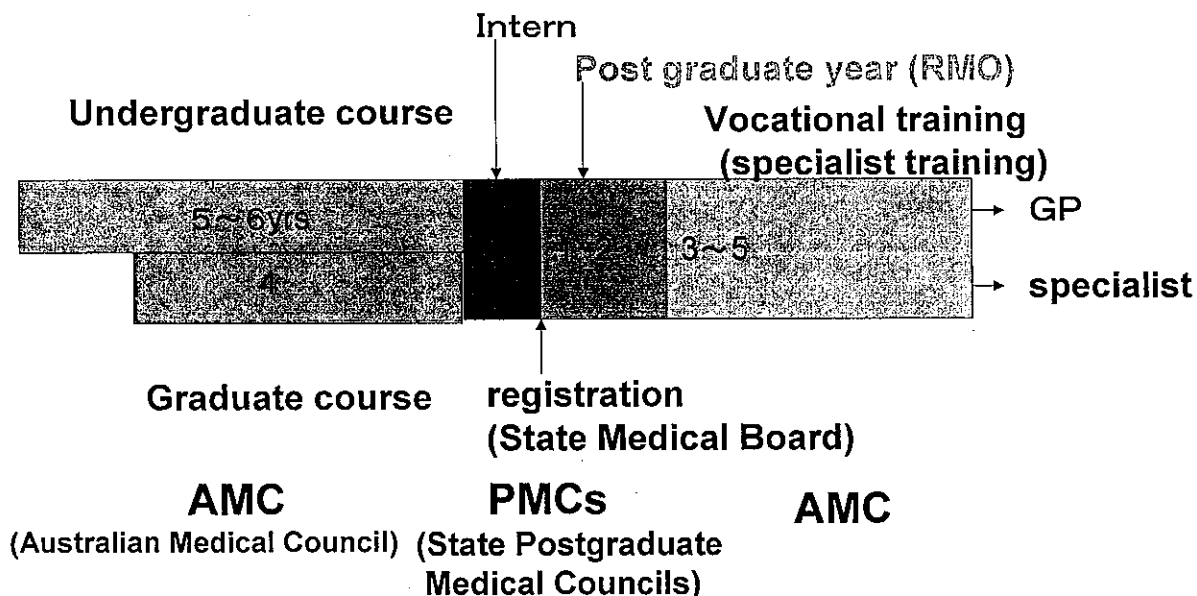 Intern
Post graduate year (RMO)
Undergraduate course
Vocational training
(specialist training)
5~6yrs
GP
4
3~5
specialist
Graduate course
registration
(State Medical Board)
AMC
(Australian Medical Council)
PMCs
(State Postgraduate
Medical Councils)
AMC